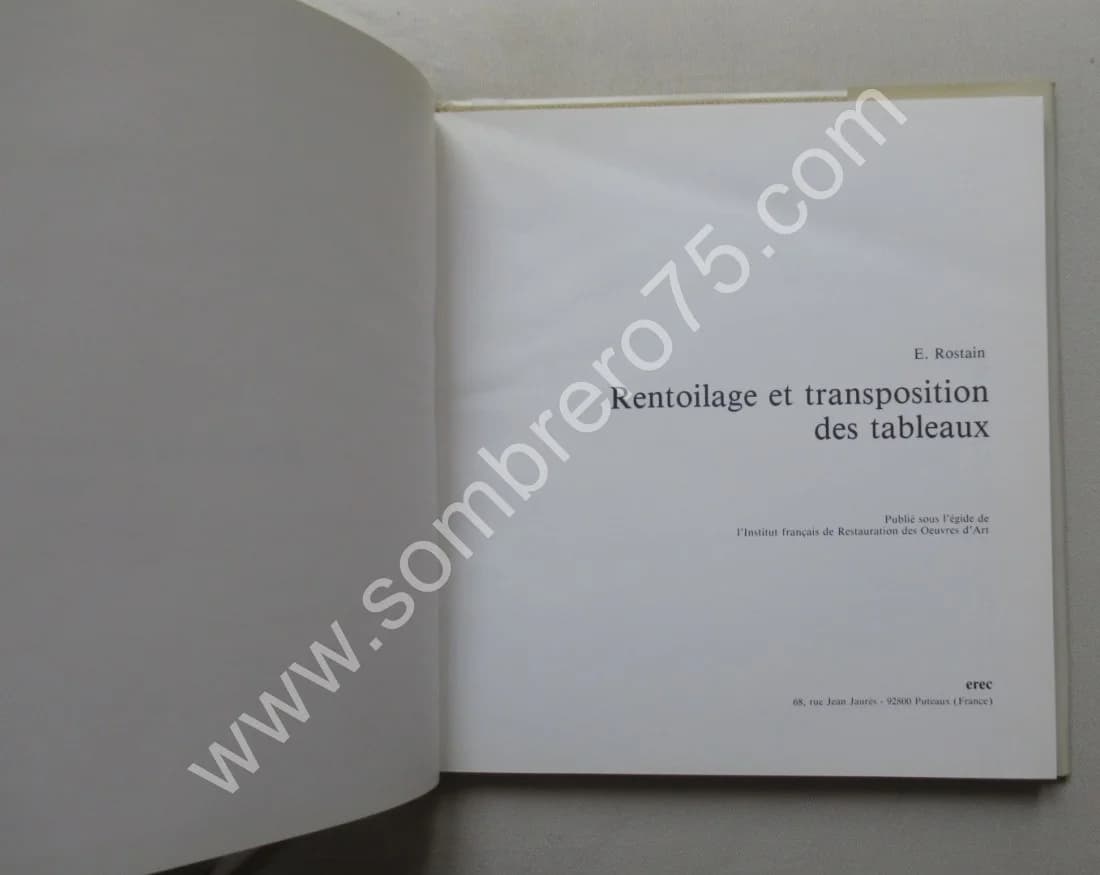 E. Rostain
Rentoilage et transposition
des tableaux
Publié sous l'égide de
l'Institut français de Restauration des Oeuvres d'Art
erec
68, rue Jean Jaurès - 92800 Puteaux (France)
www.sombrero75.com